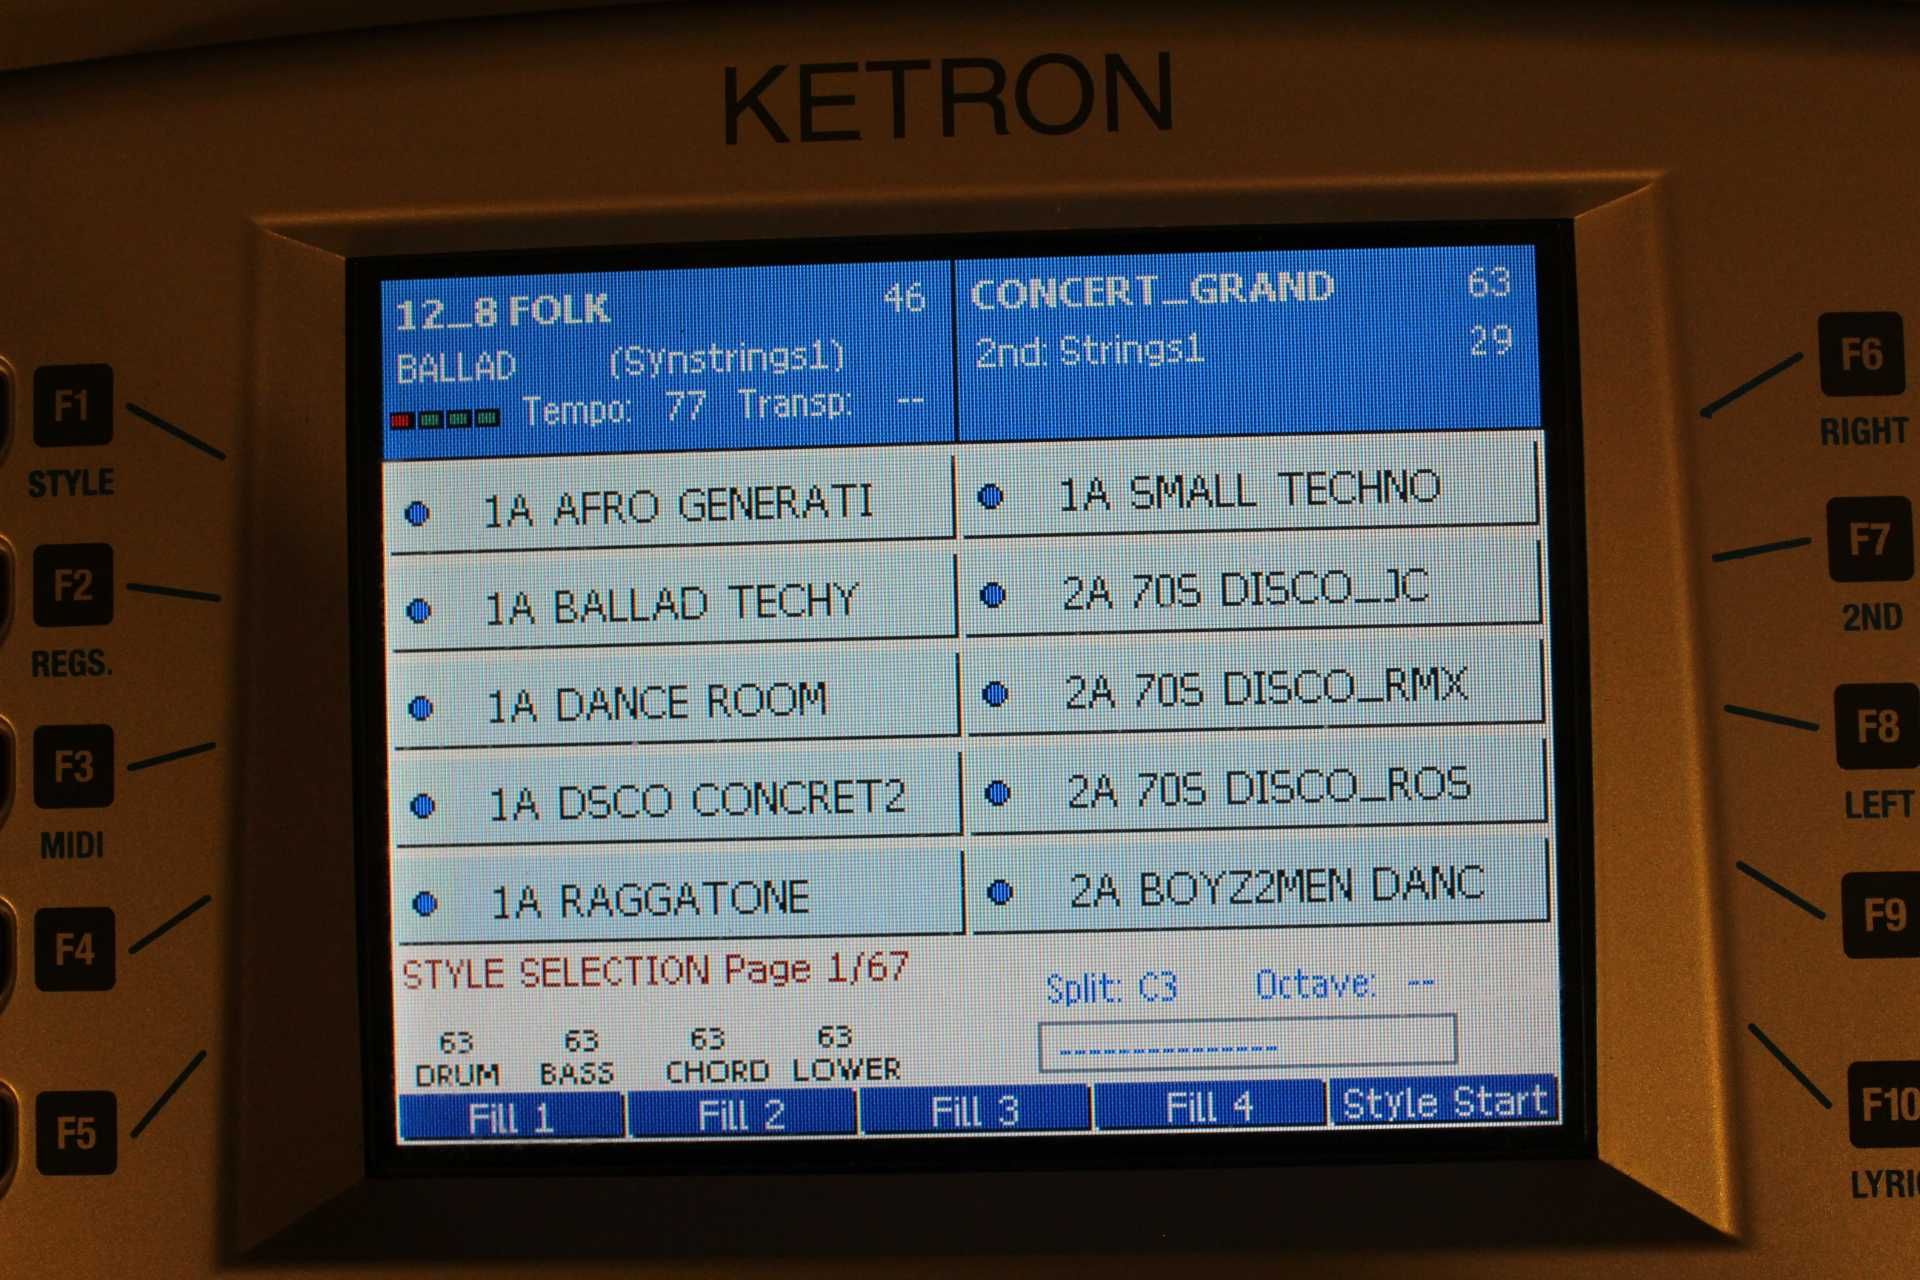 KETRON
12_8 FOLK 46
BALLAD (Synstrings1)
Tempo: 77 Transp: --
CONCERT_GRAND 63
2nd: Strings1 29
1A AFRO GENERATI
1A BALLAD TECHY
1A DANCE ROOM
1A DSCO CONCRET2
1A RAGGATONE
1A SMALL TECHNO
2A 70S DISCO_JC
2A 70S DISCO_RMX
2A 70S DISCO_ROS
2A BOYZ2MEN DANC
STYLE SELECTION Page 1/67
Split: C3 Octave: --
63 63 63 63
DRUM BASS CHORD LOWER
---------------
Fill 1 Fill 2 Fill 3 Fill 4 Style Start
F1
STYLE
F2
REGS.
F3
MIDI
F4
F5
F6
RIGHT
F7
2ND
F8
LEFT
F9
F10
LYRI